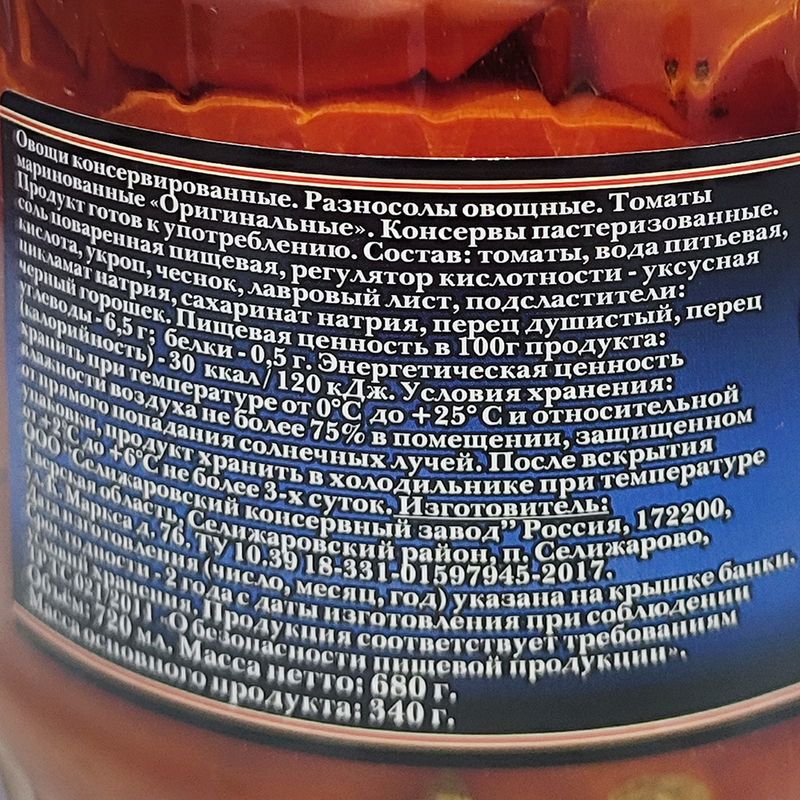 Овощи консервированные. Разносолы овощные. Томаты
маринованные «Оригинальные». Консервы пастеризованные.
Продукт готов к употреблению. Состав: томаты, вода питьевая,
соль поваренная пищевая, регулятор кислотности - уксусная
кислота, укроп, чеснок, лавровый лист, подсластители:
цикламат натрия, сахаринат натрия, перец душистый, перец
черный горошек. Пищевая ценность в 100г продукта:
углеводы - 6,5 г; белки - 0,5 г. Энергетическая ценность
(калорийность) - 30 ккал/ 120 кДж. Условия хранения:
хранить при температуре от 0°С до +25°С и относительной
влажности воздуха не более 75% в помещении, защищенном
от прямого попадания солнечных лучей. После вскрытия
упаковки, продукт хранить в холодильнике при температуре
от +2°С до +6°С не более 3-х суток. Изготовитель:
ООО "Селижаровский консервный завод" Россия, 172200,
Тверская область, Селижаровский район, п. Селижарово,
ул. К. Маркса д. 76. ТУ 10.39 18-331-01597945-2017.
Дата изготовления (число, месяц, год) указана на крышке банки.
Срок годности - 2 года с даты изготовления при соблюдении
условий хранения. Продукция соответствует требованиям
ТР ТС 021/2011 «О безопасности пищевой продукции».
Объём: 720 мл. Масса нетто: 680 г.
Масса основного продукта: 340 г.